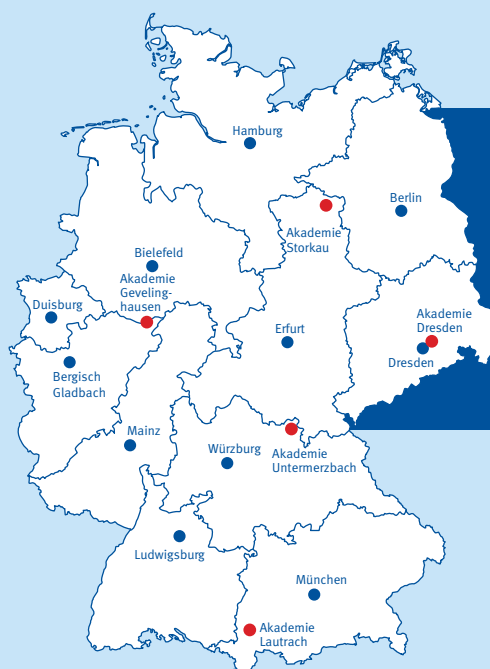 Hamburg
Berlin
Akademie
Storkau
Bielefeld
Akademie
Geveling-
hausen
Duisburg
Akademie
Dresden
Erfurt
Dresden
Bergisch
Gladbach
Mainz
Würzburg
Akademie
Untermerzbach
Ludwigsburg
München
Akademie
Lautrach